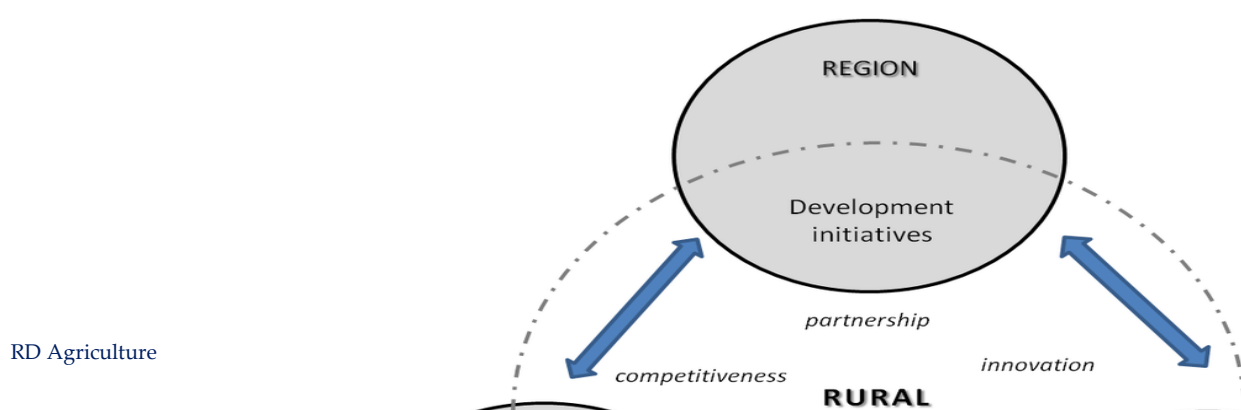 REGION
Development
initiatives
partnership
RD Agriculture
innovation
competitiveness
RURAL